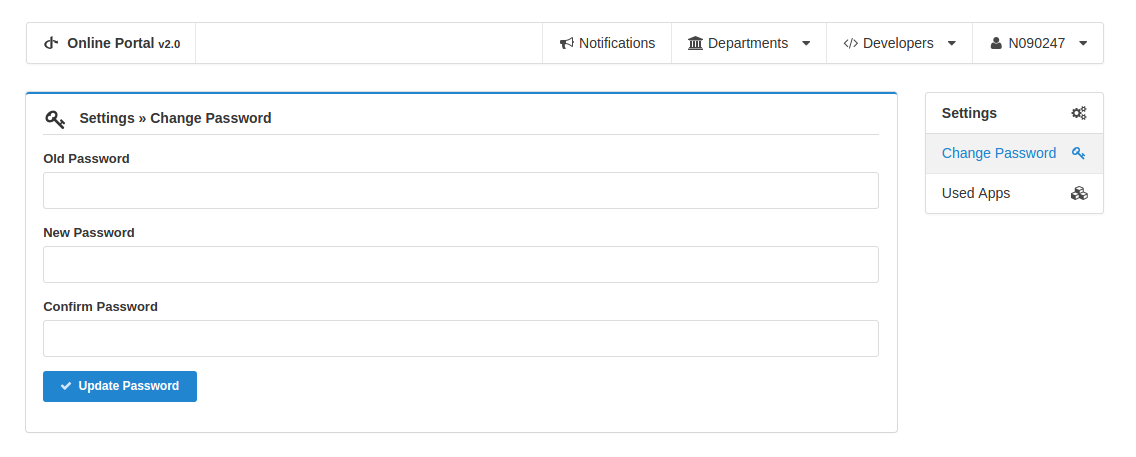 Online Portal v2.0
Notifications
Departments
Developers
N090247
Settings » Change Password
Old Password
New Password
Confirm Password
Update Password
Settings
Change Password
Used Apps